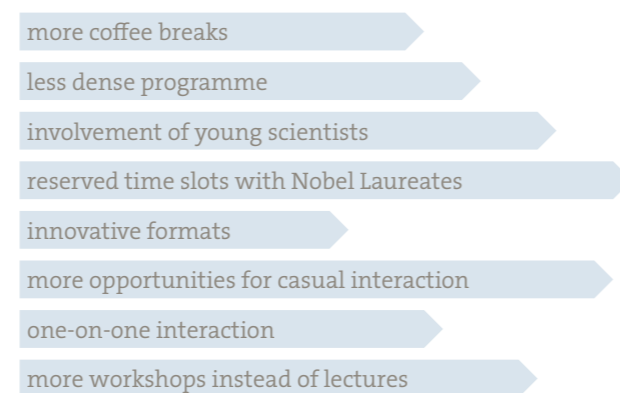 more coffee breaks
less dense programme
involvement of young scientists
reserved time slots with Nobel Laureates
innovative formats
more opportunities for casual interaction
one-on-one interaction
more workshops instead of lectures